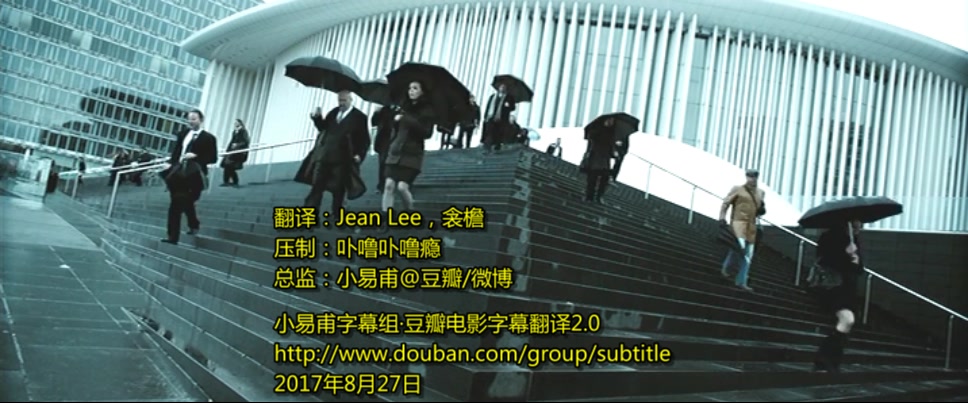 翻译：Jean Lee，衾檐
压制：卟噜卟噜瘾
总监：小易甫@豆瓣/微博
小易甫字幕组·豆瓣电影字幕翻译2.0
http://www.douban.com/group/subtitle
2017年8月27日